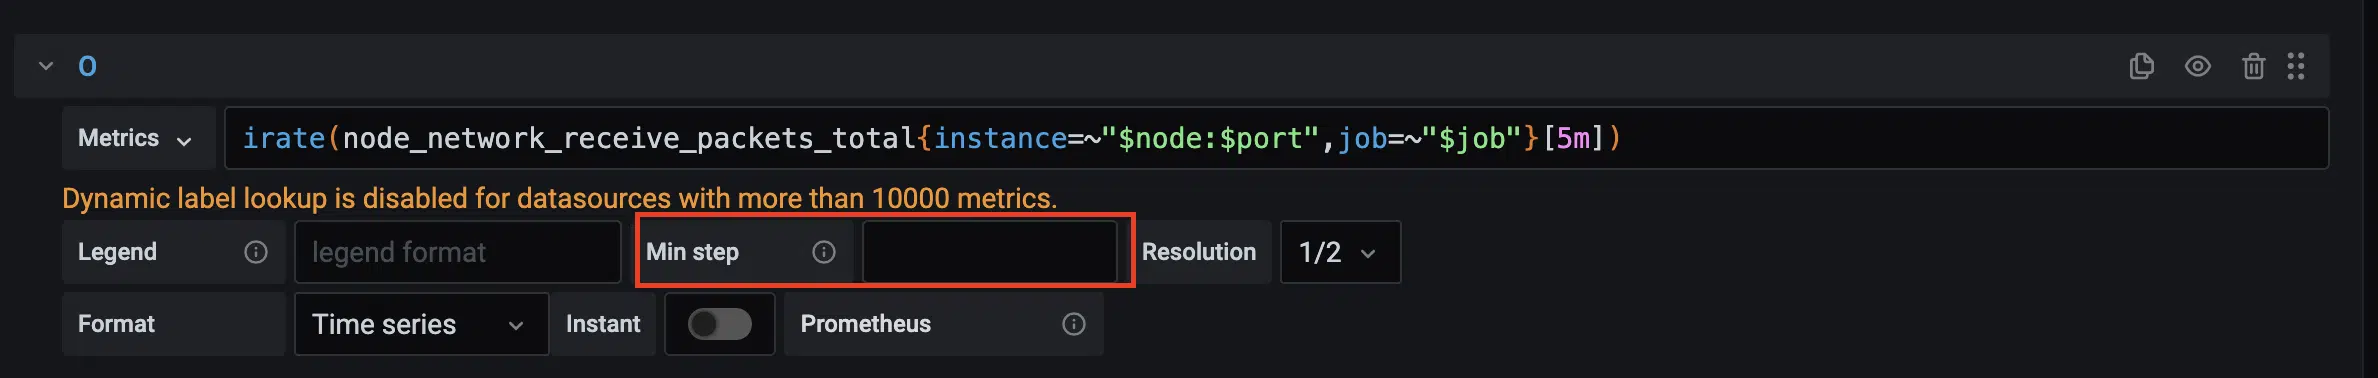 O
Metrics irate(node_network_receive_packets_total{instance=~"$node:$port",job=~"$job"}[5m])
Dynamic label lookup is disabled for datasources with more than 10000 metrics.
Legend legend format Min step Resolution 1/2
Format Time series Instant Prometheus